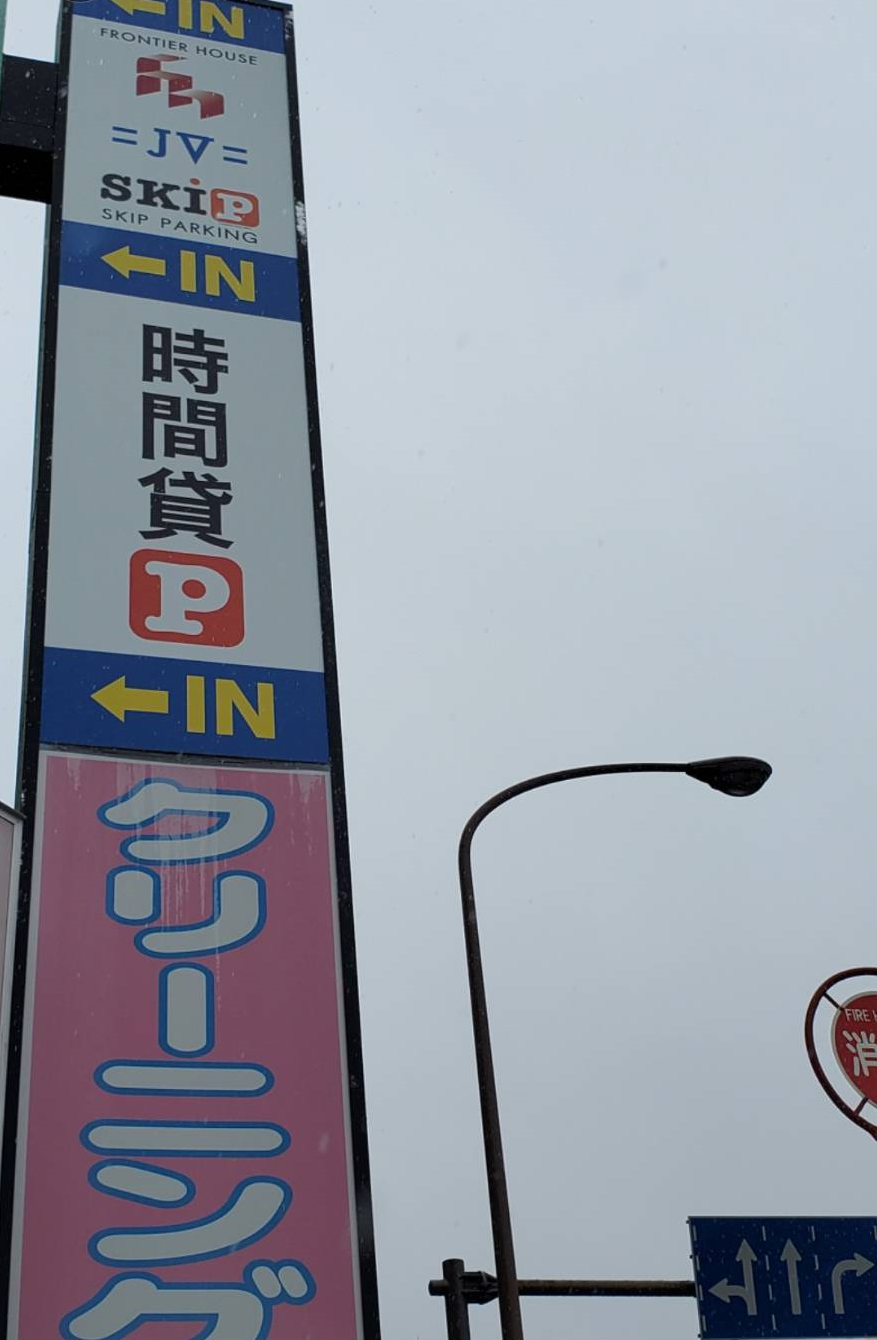 ←IN
FRONTIER HOUSE
=JV=
SKiP
SKIP PARKING
←IN
時間貸
P
←IN
クリーニング
FIRE
消